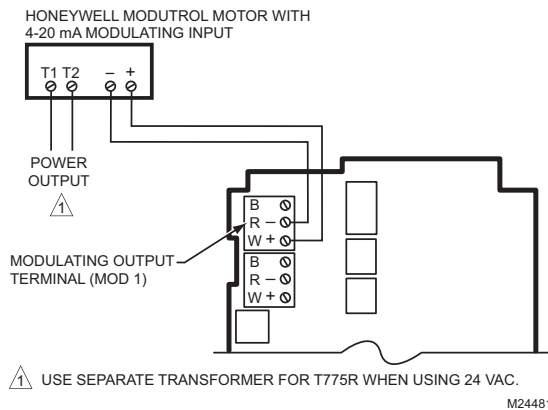 HONEYWELL MODUTROL MOTOR WITH
4-20 mA MODULATING INPUT
T1 T2 – +
POWER
OUTPUT
1
B
R –
W +
MODULATING OUTPUT
TERMINAL (MOD 1)
B
R –
W +
1 USE SEPARATE TRANSFORMER FOR T775R WHEN USING 24 VAC.
M24481